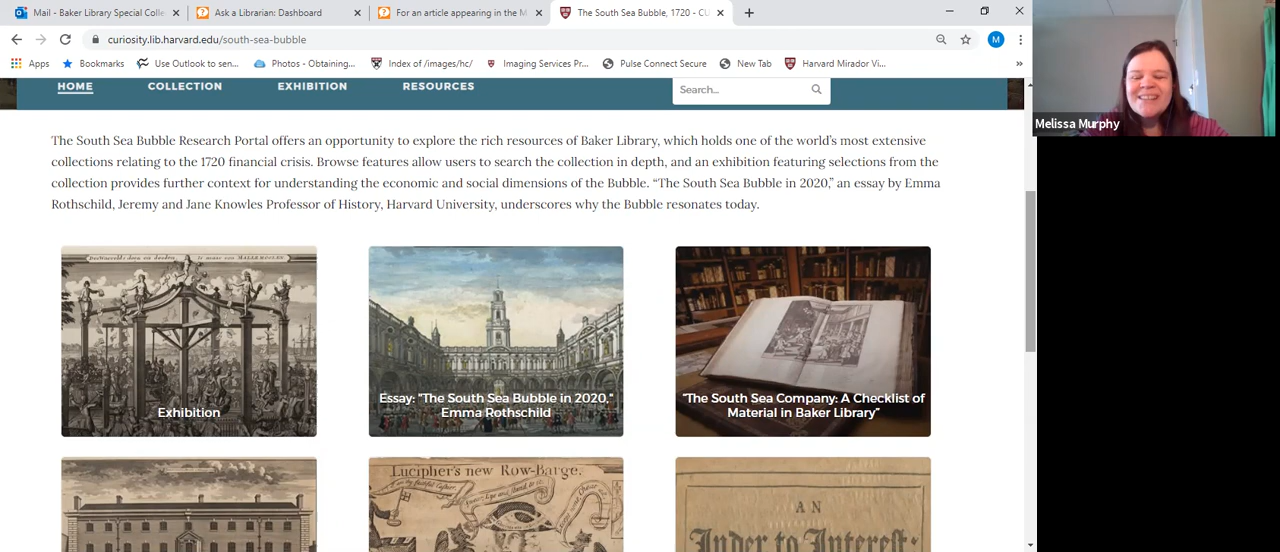 Mail - Baker Library Special Colle
Ask a Librarian: Dashboard
For an article appearing in the M
The South Sea Bubble, 1720 - CU
curiosity.lib.harvard.edu/south-sea-bubble
M
Apps
Bookmarks
Use Outlook to sen...
Photos - Obtaining...
Index of /images/hc/
Imaging Services Pr...
Pulse Connect Secure
New Tab
Harvard Mirador Vi...
Melissa Murphy
HOME
COLLECTION
EXHIBITION
RESOURCES
Search...
The South Sea Bubble Research Portal offers an opportunity to explore the rich resources of Baker Library, which holds one of the world's most extensive
collections relating to the 1720 financial crisis. Browse features allow users to search the collection in depth, and an exhibition featuring selections from the
collection provides further context for understanding the economic and social dimensions of the Bubble. “The South Sea Bubble in 2020,” an essay by Emma
Rothschild, Jeremy and Jane Knowles Professor of History, Harvard University, underscores why the Bubble resonates today.
Exhibition
Essay: "The South Sea Bubble in 2020,"
Emma Rothschild
"The South Sea Company: A Checklist of
Material in Baker Library"
Lucipher's new Row-Barge.
AN
Index to Interest: